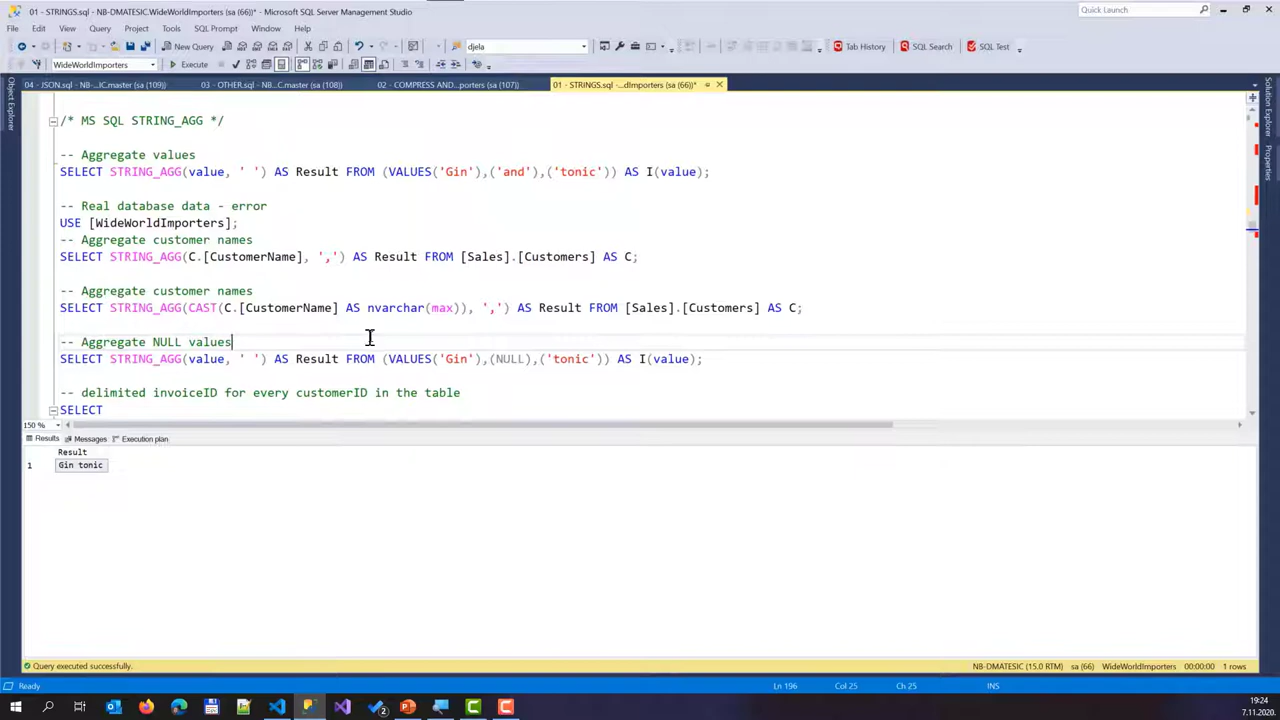 01 - STRINGS.sql - NB-DMATESIC.WideWorldImporters (sa (66))* - Microsoft SQL Server Management Studio
Quick Launch
File Edit View Query Project Tools SQL Prompt Window Help
New Query djela Tab History SQL Search SQL Test
WideWorldImporters Execute
04 - JSON.sql - NB-...IC.master (sa (109)) 03 - OTHER.sql - NB...C.master (sa (108)) 02 - COMPRESS AND...porters (sa (107)) 01 - STRINGS.sql -...dImporters (sa (66))*
Object Explorer
Solution Explorer
Properties
/* MS SQL STRING_AGG */
-- Aggregate values
SELECT STRING_AGG(value, ' ') AS Result FROM (VALUES('Gin'),('and'),('tonic')) AS I(value);
-- Real database data - error
USE [WideWorldImporters];
-- Aggregate customer names
SELECT STRING_AGG(C.[CustomerName], ',') AS Result FROM [Sales].[Customers] AS C;
-- Aggregate customer names
SELECT STRING_AGG(CAST(C.[CustomerName] AS nvarchar(max)), ',') AS Result FROM [Sales].[Customers] AS C;
-- Aggregate NULL values
SELECT STRING_AGG(value, ' ') AS Result FROM (VALUES('Gin'),(NULL),('tonic')) AS I(value);
-- delimited invoiceID for every customerID in the table
SELECT
150 %
Results Messages Execution plan
Result
1 Gin tonic
Query executed successfully. NB-DMATESIC (15.0 RTM) sa (66) WideWorldImporters 00:00:00 1 rows
Ready Ln 196 Col 25 Ch 25 INS
19:24
7.11.2020.